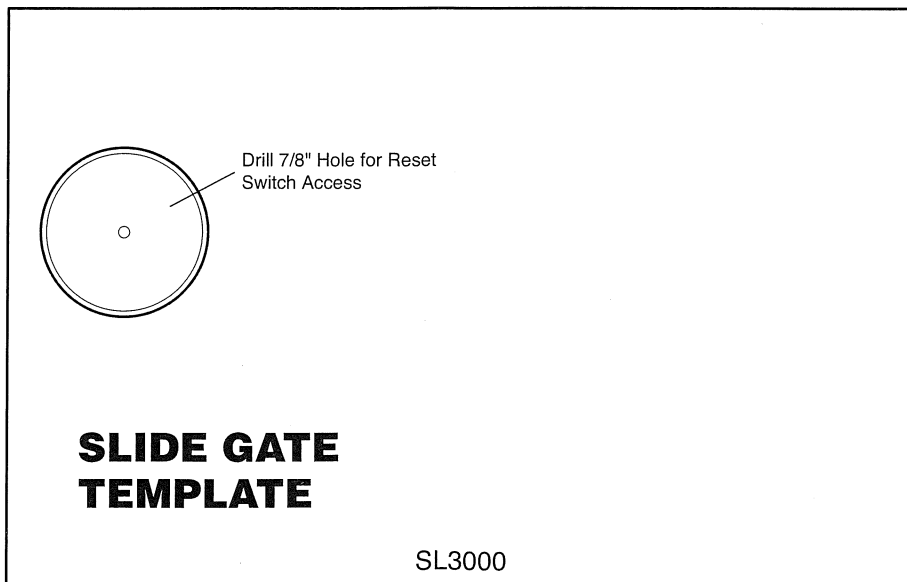 Drill 7/8" Hole for Reset
Switch Access
SLIDE GATE
TEMPLATE
SL3000